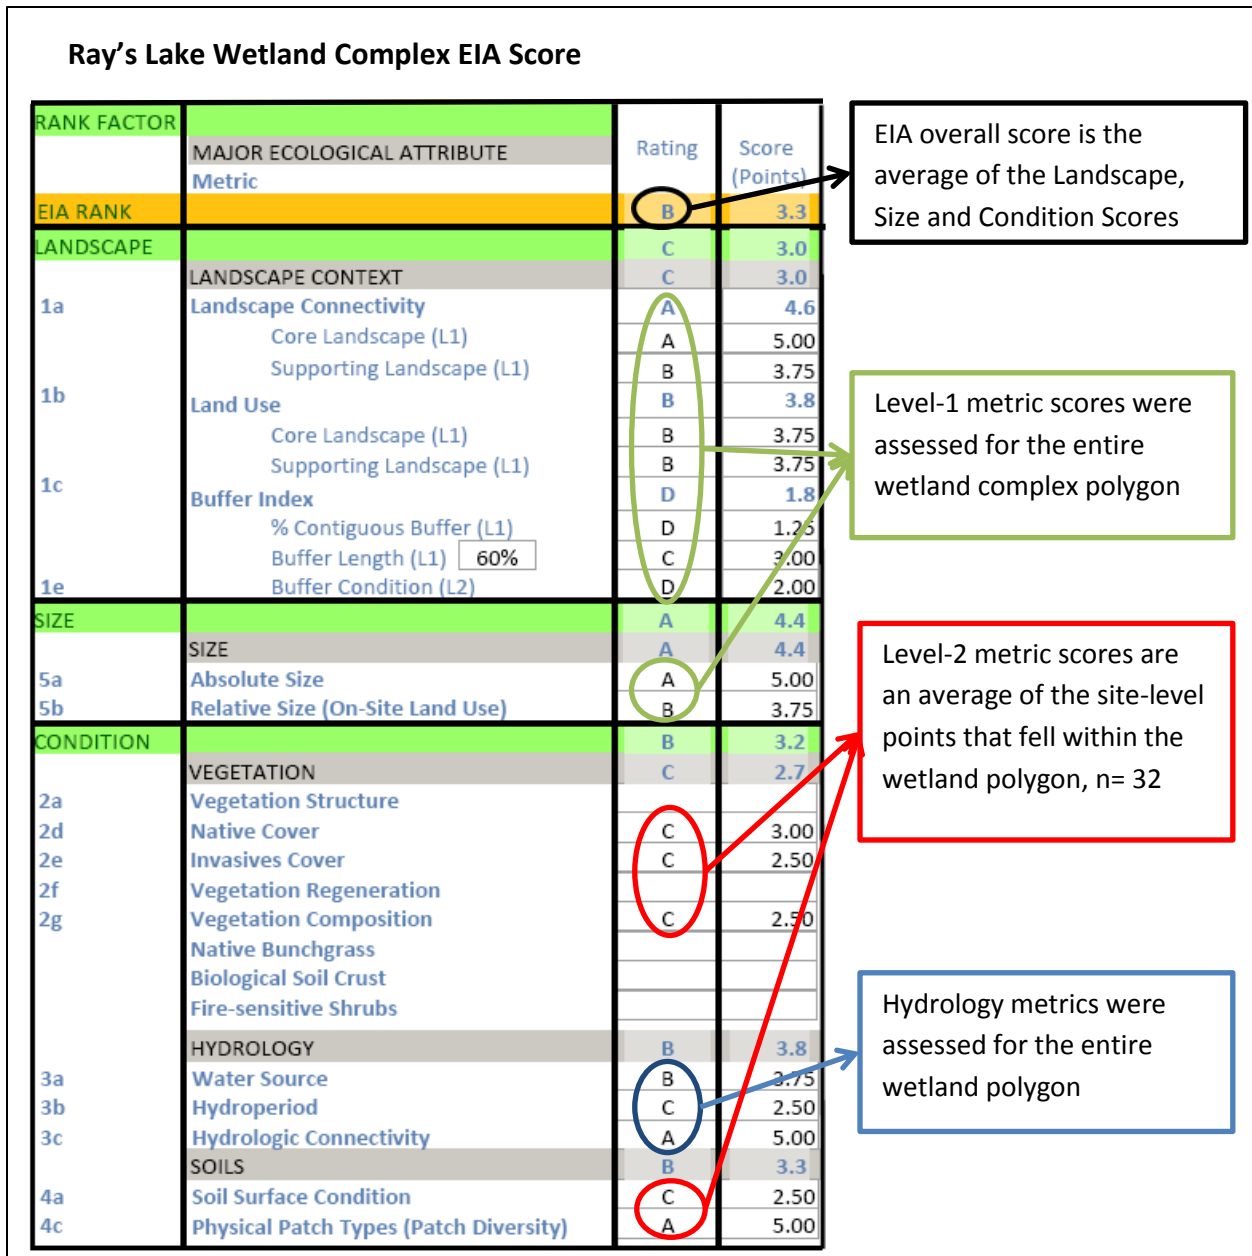 Ray's Lake Wetland Complex EIA Score
RANK FACTOR
MAJOR ECOLOGICAL ATTRIBUTE Rating Score
Metric (Points)
EIA RANK B 3.3
LANDSCAPE C 3.0
LANDSCAPE CONTEXT C 3.0
1a Landscape Connectivity A 4.6
Core Landscape (L1) A 5.00
Supporting Landscape (L1) B 3.75
1b Land Use B 3.8
Core Landscape (L1) B 3.75
Supporting Landscape (L1) B 3.75
1c Buffer Index D 1.8
% Contiguous Buffer (L1) D 1.25
Buffer Length (L1) 60% C 3.00
1e Buffer Condition (L2) D 2.00
SIZE A 4.4
SIZE A 4.4
5a Absolute Size A 5.00
5b Relative Size (On-Site Land Use) B 3.75
CONDITION B 3.2
VEGETATION C 2.7
2a Vegetation Structure
2d Native Cover C 3.00
2e Invasives Cover C 2.50
2f Vegetation Regeneration
2g Vegetation Composition C 2.50
Native Bunchgrass
Biological Soil Crust
Fire-sensitive Shrubs
HYDROLOGY B 3.8
3a Water Source B 3.75
3b Hydroperiod C 2.50
3c Hydrologic Connectivity A 5.00
SOILS B 3.3
4a Soil Surface Condition C 2.50
4c Physical Patch Types (Patch Diversity) A 5.00
EIA overall score is the
average of the Landscape,
Size and Condition Scores
Level-1 metric scores were
assessed for the entire
wetland complex polygon
Level-2 metric scores are
an average of the site-level
points that fell within the
wetland polygon, n= 32
Hydrology metrics were
assessed for the entire
wetland polygon